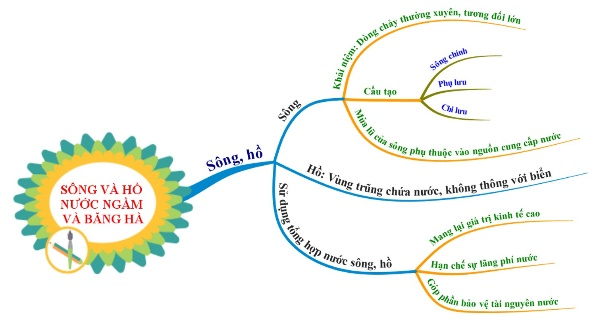 SÔNG VÀ HỒ
NƯỚC NGẦM
VÀ BĂNG HÀ
Sông, hồ
Sông
Khái niệm: Dòng chảy thường xuyên, tương đối lớn
Cấu tạo
Sông chính
Phụ lưu
Chi lưu
Mùa lũ của sông phụ thuộc vào nguồn cung cấp nước
Hồ: Vùng trũng chứa nước, không thông với biển
Sử dụng tổng hợp nước sông, hồ
Mang lại giá trị kinh tế cao
Hạn chế sự lãng phí nước
Góp phần bảo vệ tài nguyên nước